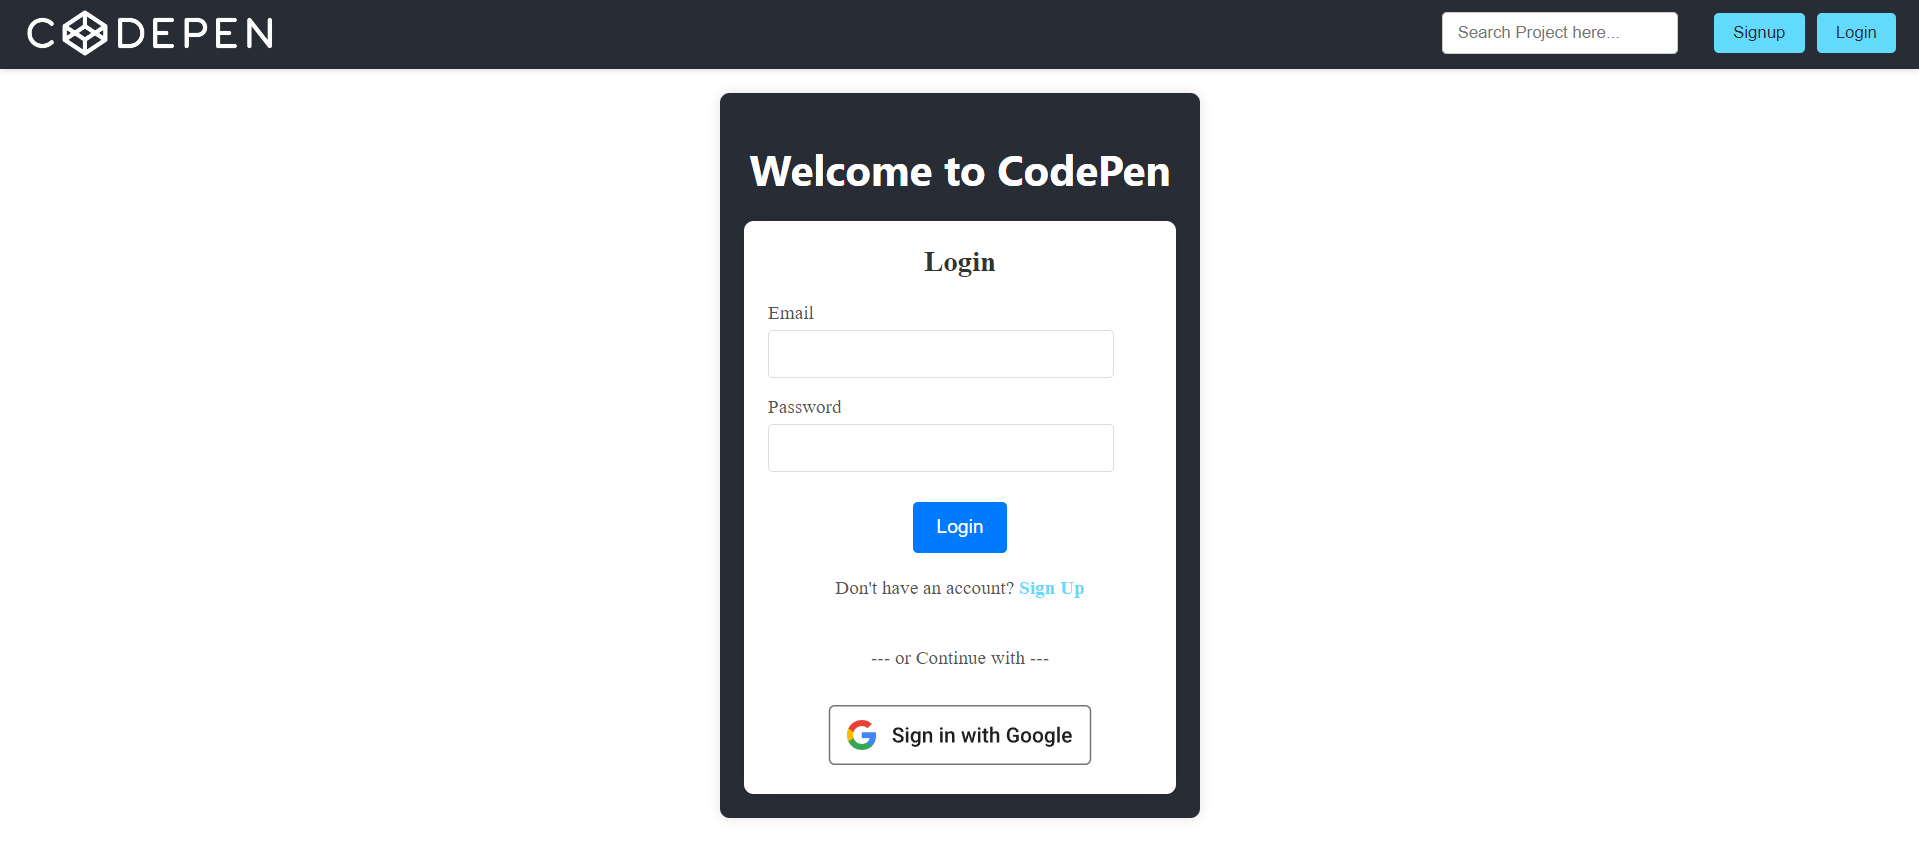 CODEPEN
Search Project here...
Signup
Login
Welcome to CodePen
Login
Email
Password
Login
Don't have an account? Sign Up
--- or Continue with ---
Sign in with Google